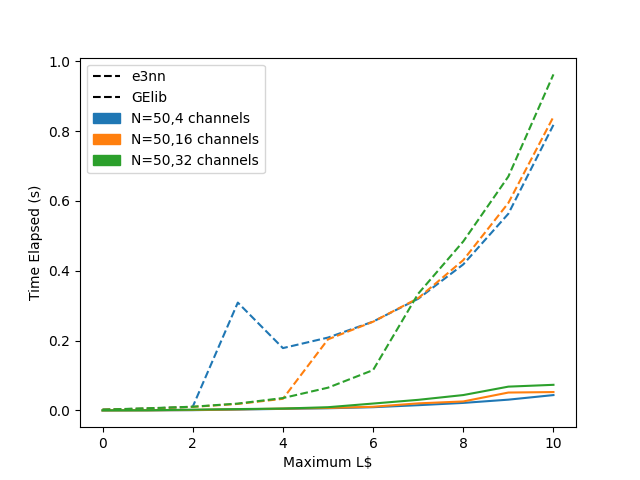 1.0
0.8
0.6
0.4
0.2
0.0
Time Elapsed (s)
e3nn
GElib
N=50,4 channels
N=50,16 channels
N=50,32 channels
0 2 4 6 8 10
Maximum L$